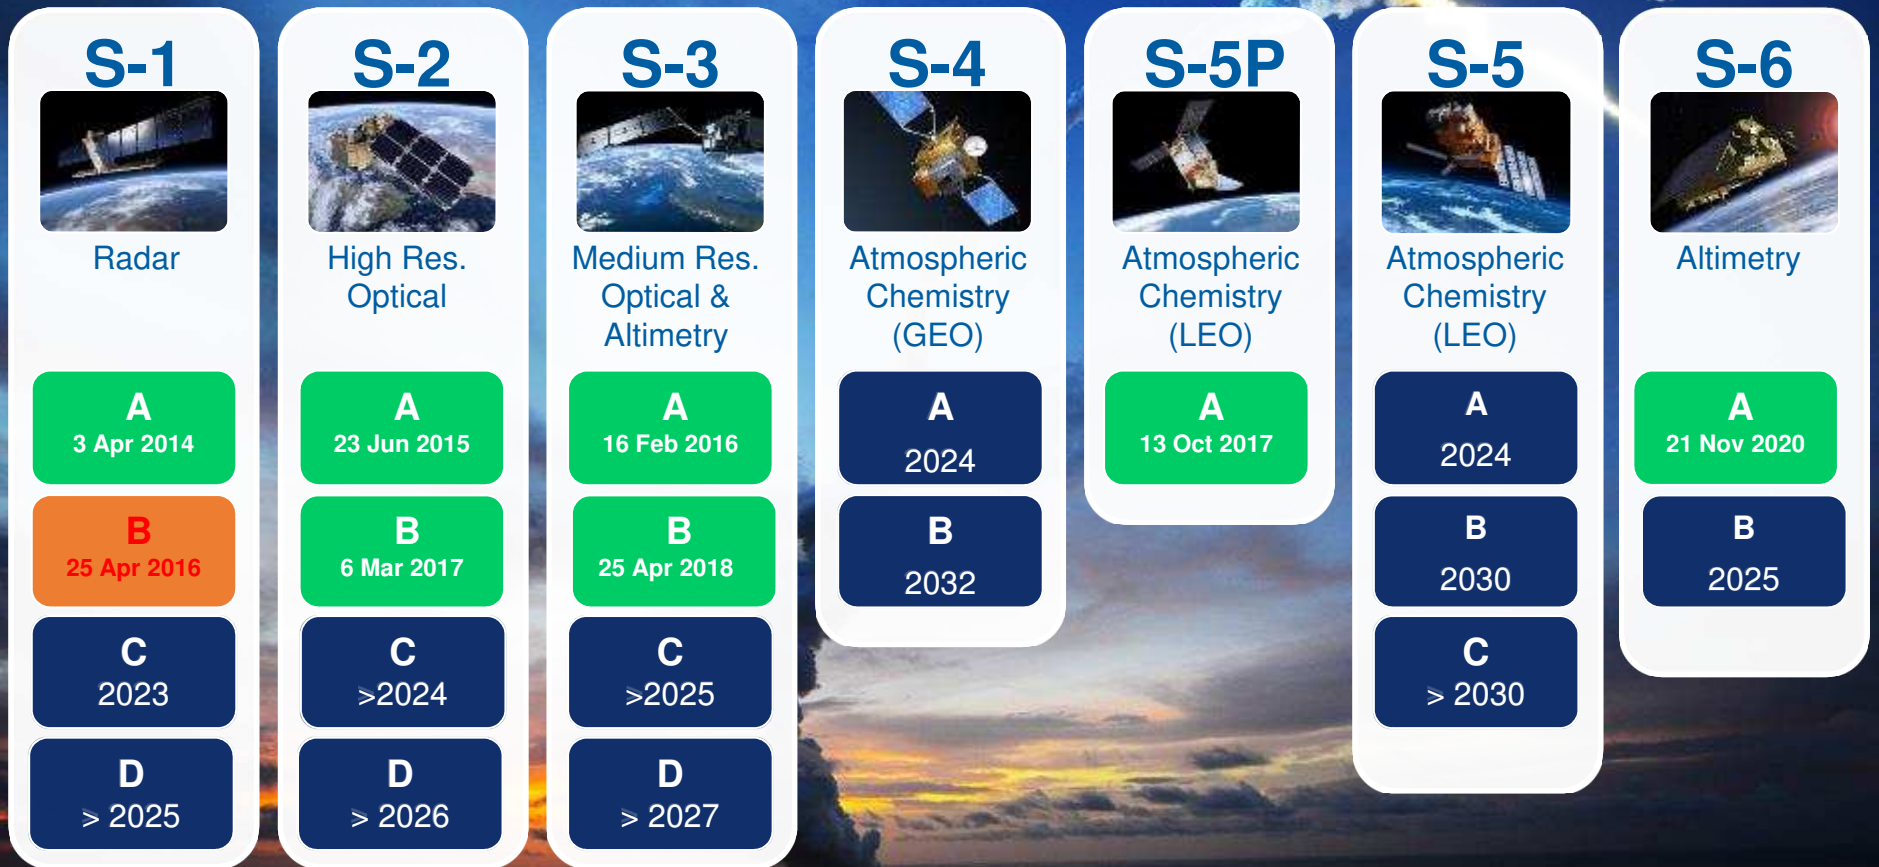 S-1
Radar
A
3 Apr 2014
B
25 Apr 2016
C
2023
D
> 2025
S-2
High Res.
Optical
A
23 Jun 2015
B
6 Mar 2017
C
>2024
D
> 2026
S-3
Medium Res.
Optical &
Altimetry
A
16 Feb 2016
B
25 Apr 2018
C
>2025
D
> 2027
S-4
Atmospheric
Chemistry
(GEO)
A
2024
B
2032
S-5P
Atmospheric
Chemistry
(LEO)
A
13 Oct 2017
S-5
Atmospheric
Chemistry
(LEO)
A
2024
B
2030
C
> 2030
S-6
Altimetry
A
21 Nov 2020
B
2025